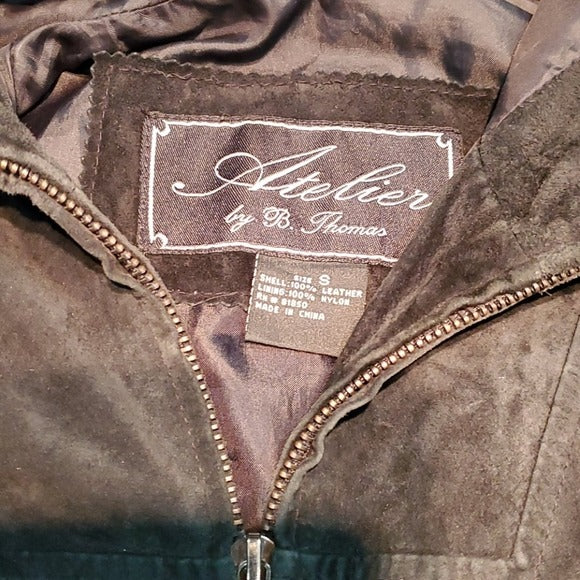 Atelier
by B. Thomas
SIZE S
SHELL: 100% LEATHER
LINING: 100% NYLON
RN # 81850
MADE IN CHINA